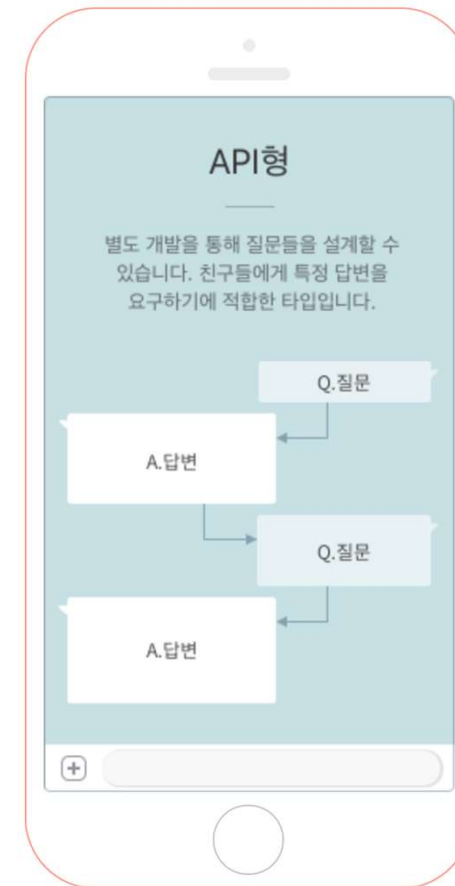 API형
별도 개발을 통해 질문들을 설계할 수
있습니다. 친구들에게 특정 답변을
요구하기에 적합한 타입입니다.
Q.질문
A.답변
Q.질문
A.답변